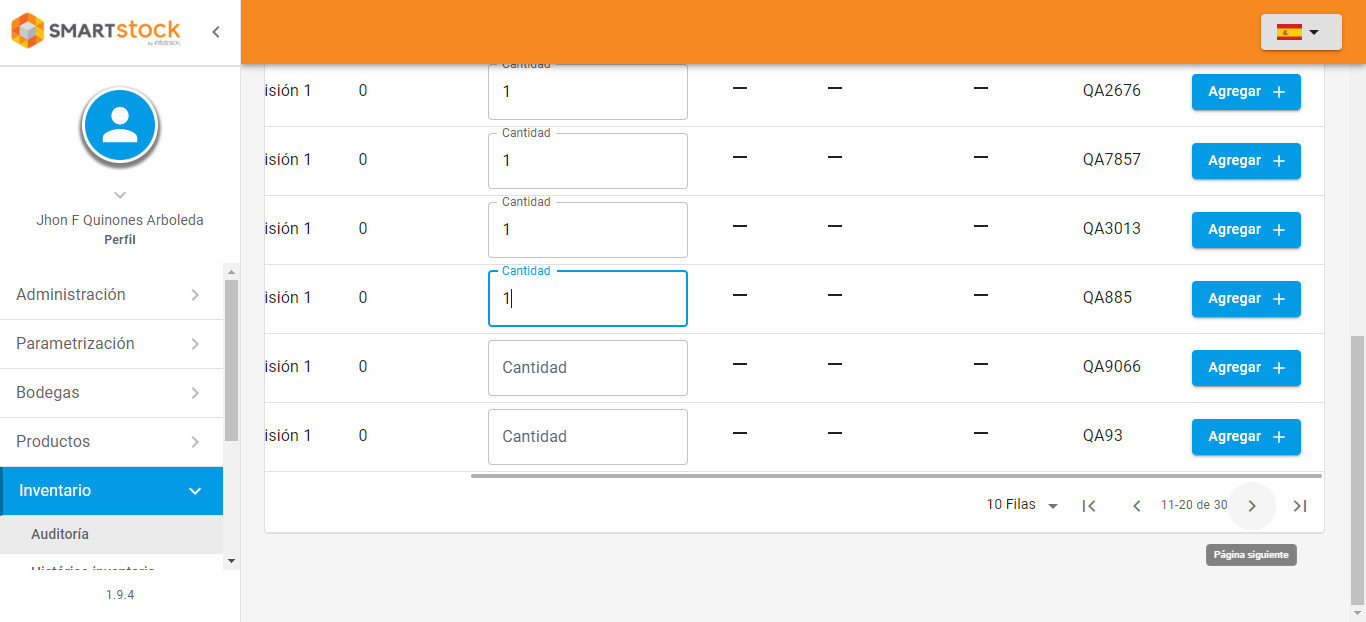 SMARTstock
by infotrack.
Jhon F Quinones Arboleda
Perfil
Administración
Parametrización
Bodegas
Productos
Inventario
Auditoría
Histórico inventario
1.9.4
Cantidad
isión 1 0 1 — — — QA2676 Agregar +
Cantidad
isión 1 0 1 — — — QA7857 Agregar +
Cantidad
isión 1 0 1 — — — QA3013 Agregar +
Cantidad
isión 1 0 1 — — — QA885 Agregar +
isión 1 0 Cantidad — — — QA9066 Agregar +
isión 1 0 Cantidad — — — QA93 Agregar +
10 Filas 11-20 de 30
Página siguiente